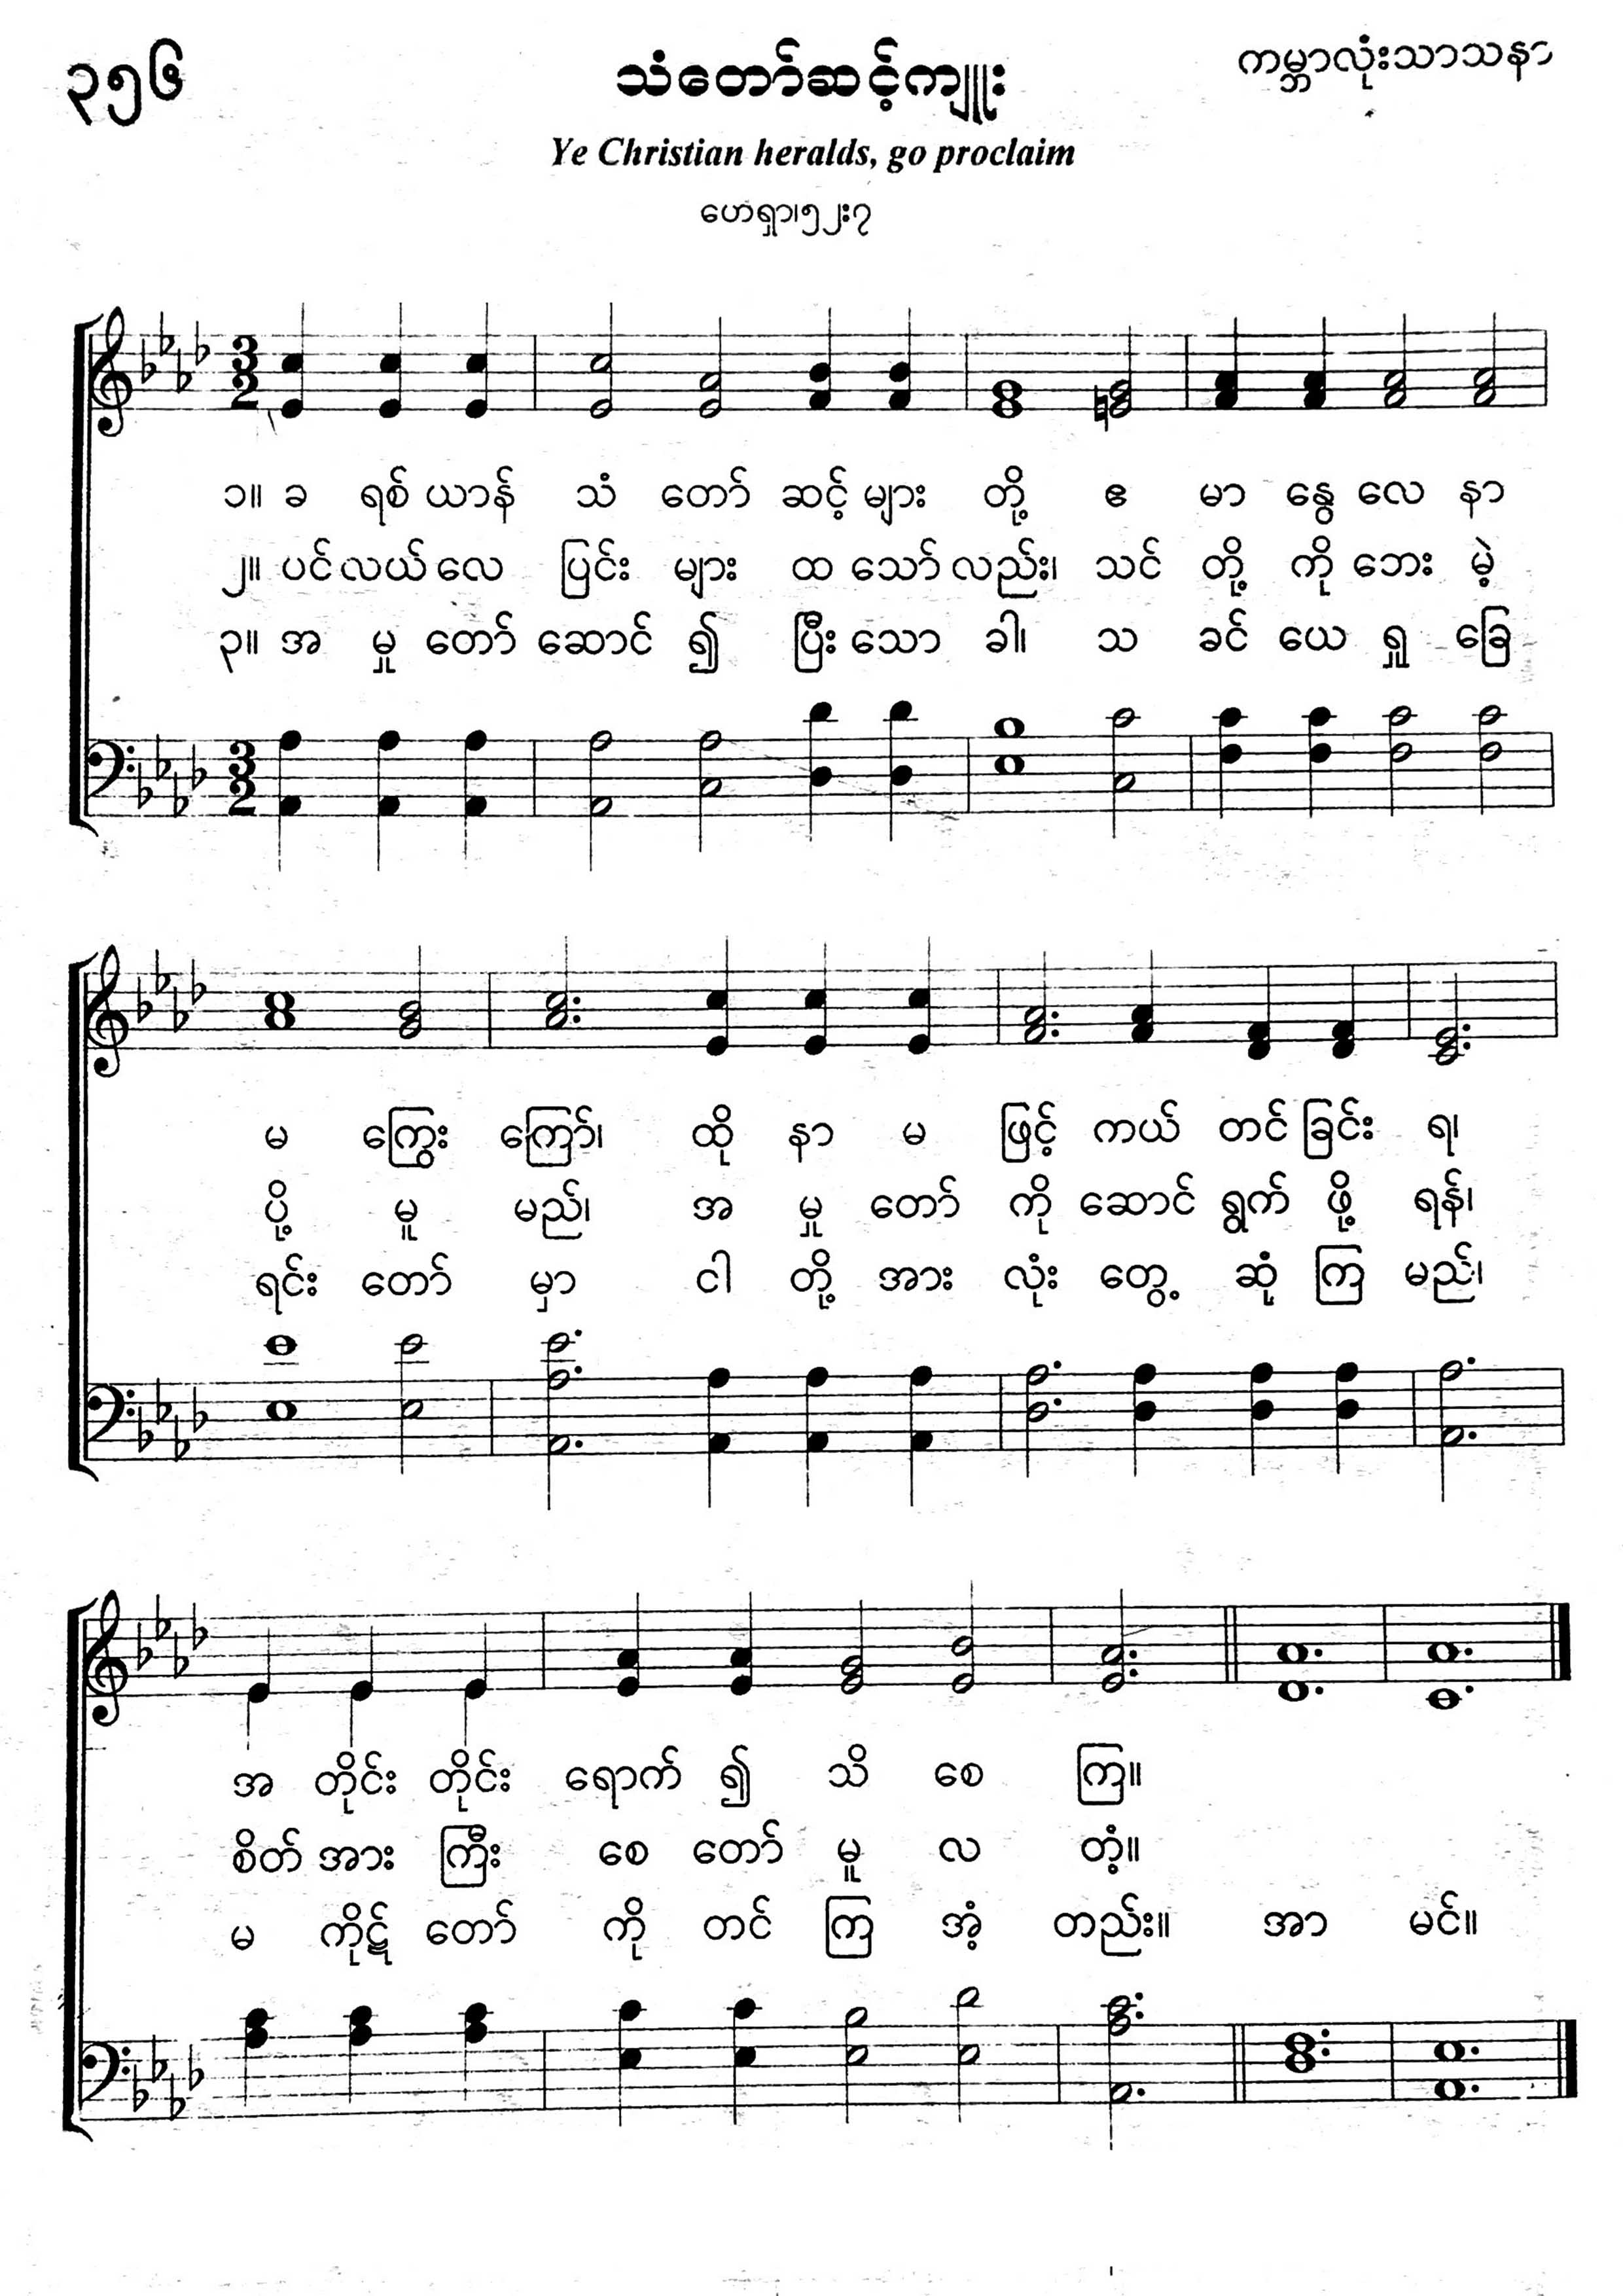 ၃၅၆
သံတော်ဆင့်ကျူး
ကမ္ဘာလုံးသာသနာ
Ye Christian heralds, go proclaim
ဟေရှာ၊၅၂း၇
3 2
၁။ ခ ရစ် ယာန် သံ တော် ဆင့် များ တို့ ဧ မာ နွေ လေ နာ
၂။ ပင် လယ် လေ ပြင်း များ ထ သော် လည်း၊ သင် တို့ ကို ဘေး မဲ့
၃။ အ မှု တော် ဆောင် ၍ ပြီး သော ခါ၊ သ ခင် ယေ ရှု ခြေ
3 2
မ ကြွေး ကြော်၊ ထို နာ မ ဖြင့် ကယ် တင် ခြင်း ရ၊
ပို့ မူ မည်၊ အ မှု တော် ကို ဆောင် ရွက် ဖို့ ရန်၊
ရင်း တော် မှာ ငါ တို့ အား လုံး တွေ့ ဆုံ ကြ မည်၊
အ တိုင်း တိုင်း ရောက် ၍ သိ စေ ကြ။
စိတ် အား ကြီး စေ တော် မူ လ တံ့။
မ ကိုဋ် တော် ကို တင် ကြ အံ့ တည်း။ အာ မင်။